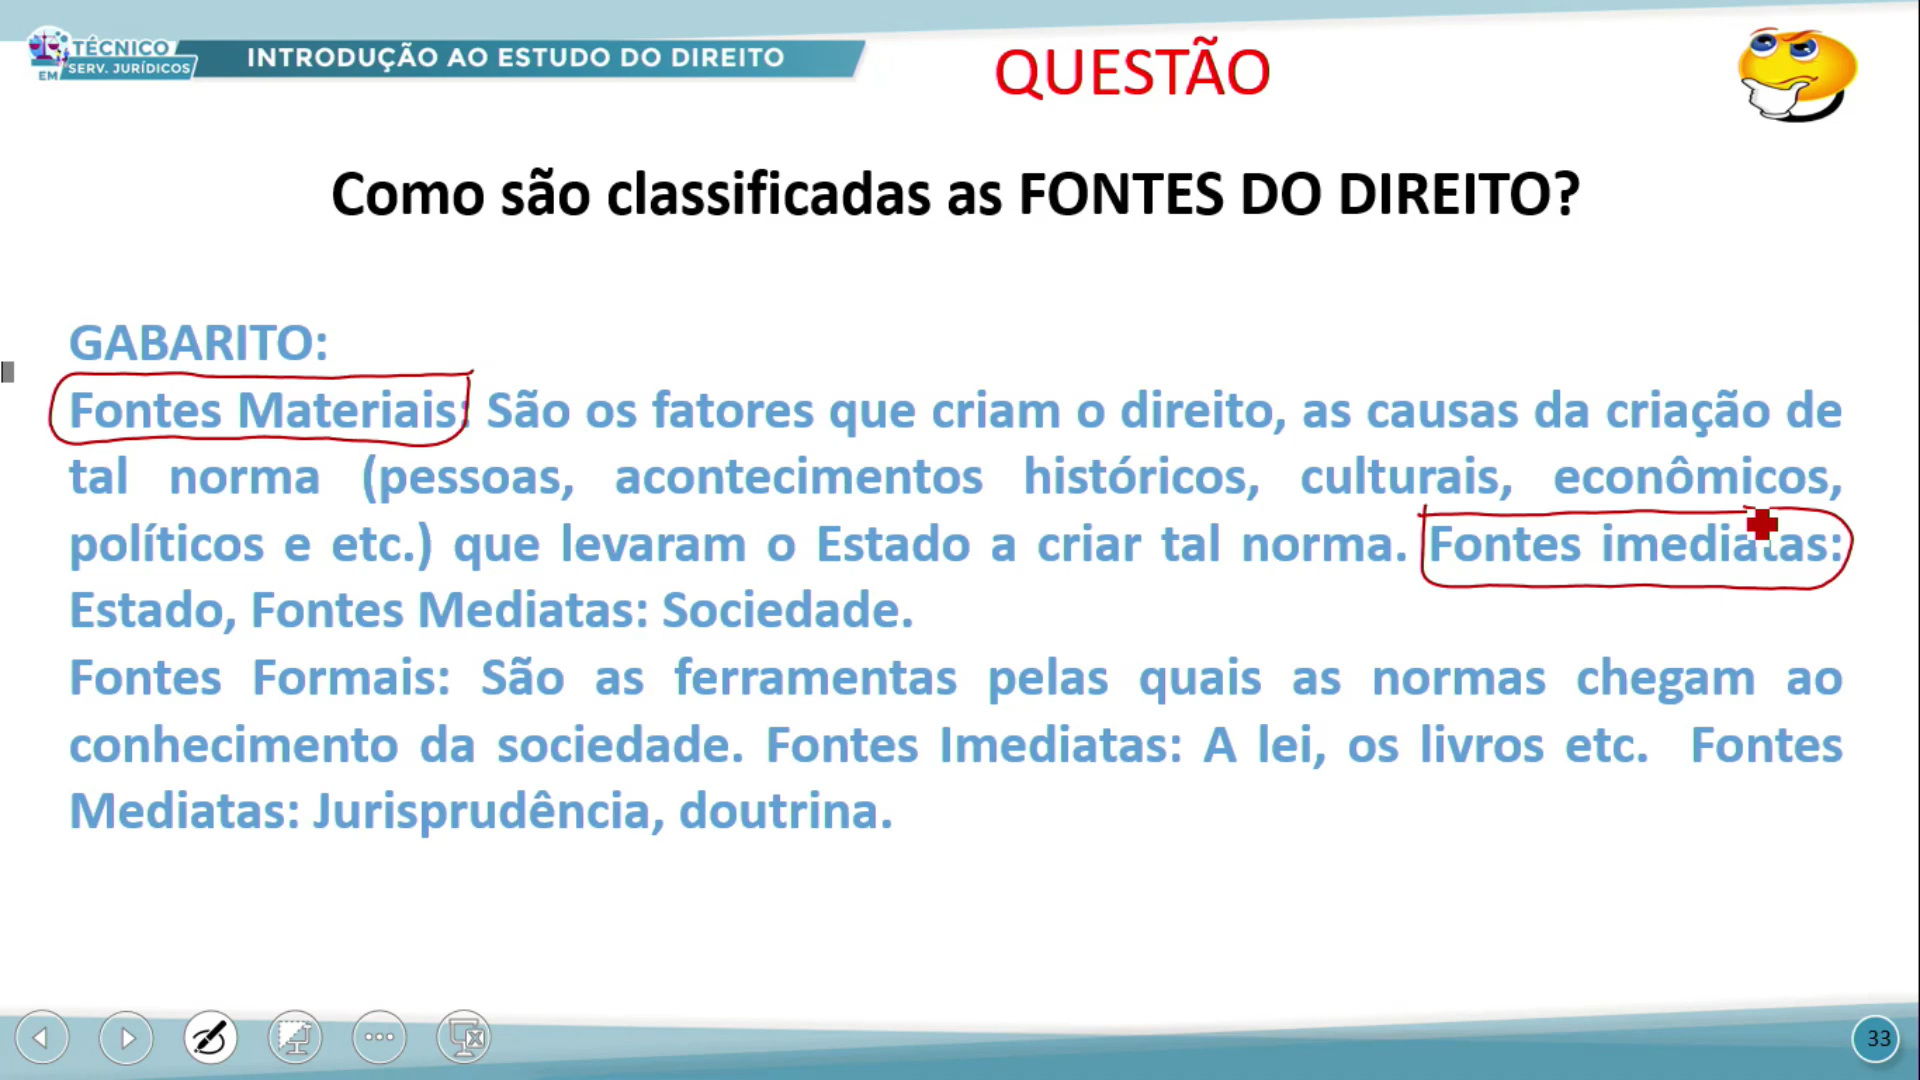 TÉCNICO
EM SERV. JURÍDICOS
INTRODUÇÃO AO ESTUDO DO DIREITO
QUESTÃO
Como são classificadas as FONTES DO DIREITO?
GABARITO:
Fontes Materiais: São os fatores que criam o direito, as causas da criação de
tal norma (pessoas, acontecimentos históricos, culturais, econômicos,
políticos e etc.) que levaram o Estado a criar tal norma. Fontes imediatas:
Estado, Fontes Mediatas: Sociedade.
Fontes Formais: São as ferramentas pelas quais as normas chegam ao
conhecimento da sociedade. Fontes Imediatas: A lei, os livros etc. Fontes
Mediatas: Jurisprudência, doutrina.
33